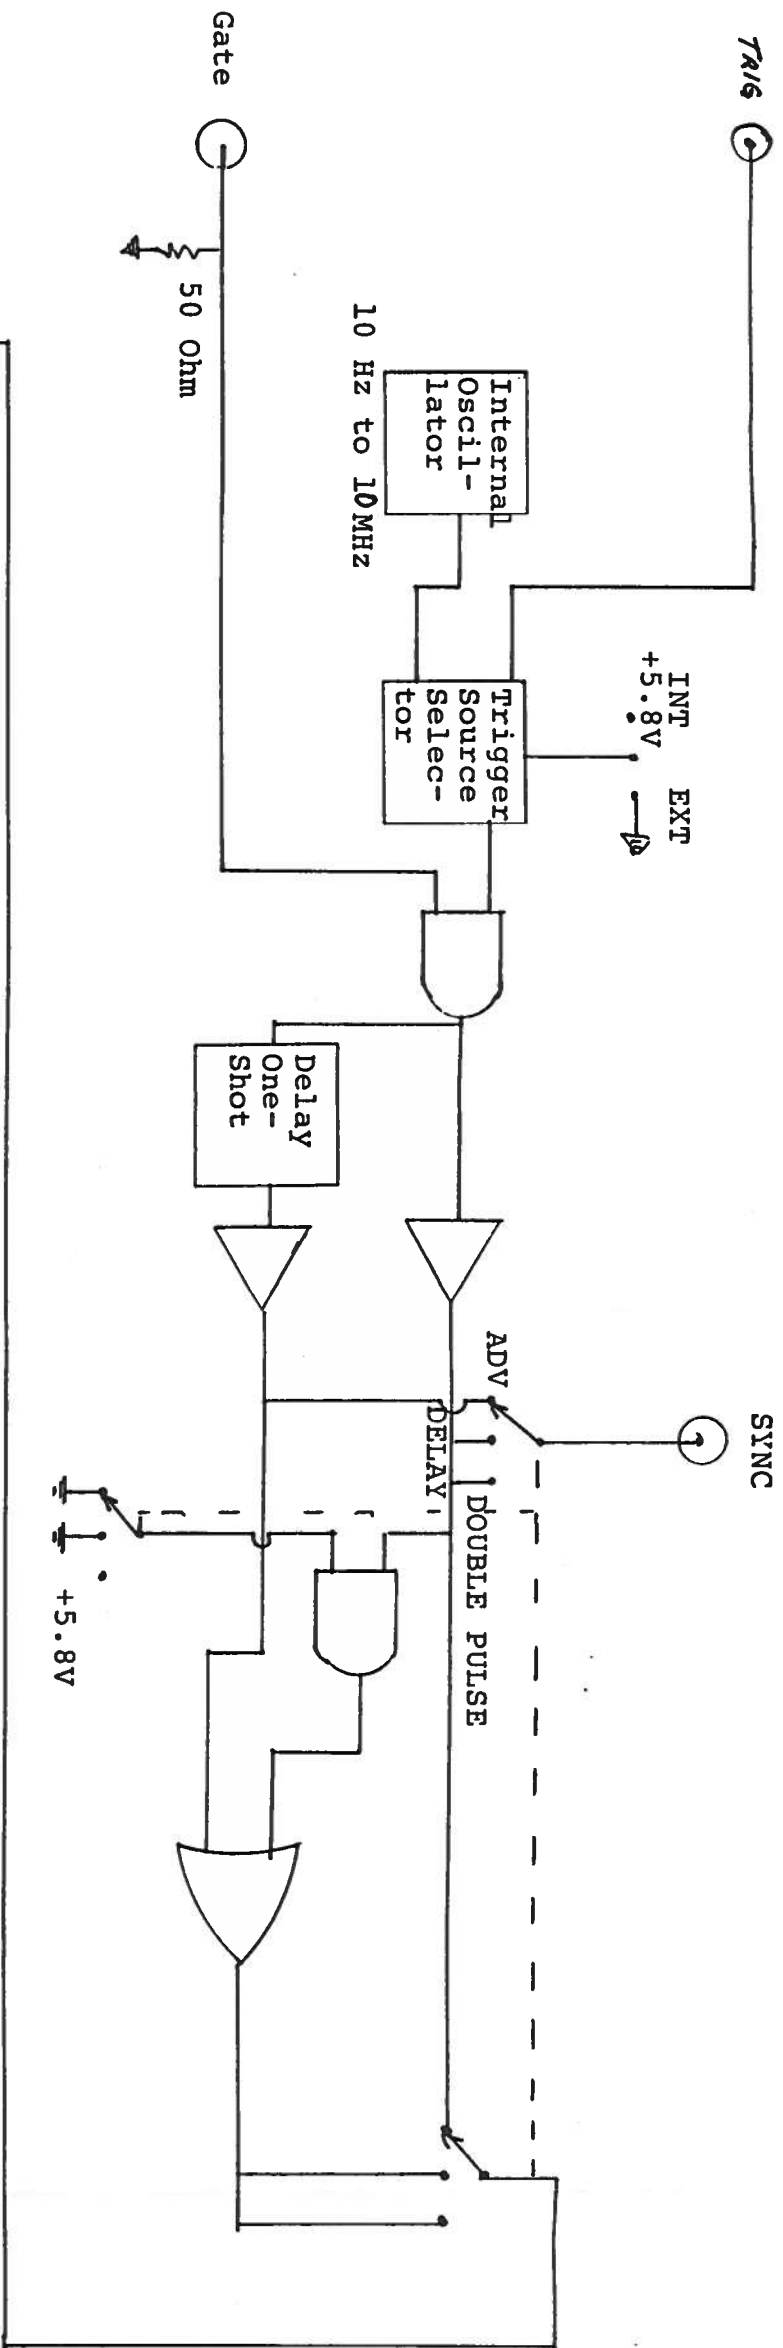 TRIG
SYNC
INT EXT
+5.8V
Internal
Oscil-
lator
10 Hz to 10MHz
Trigger
Source
Selec-
tor
ADV
DELAY
DOUBLE PULSE
Gate
50 Ohm
Delay
One-
Shot
+5.8V